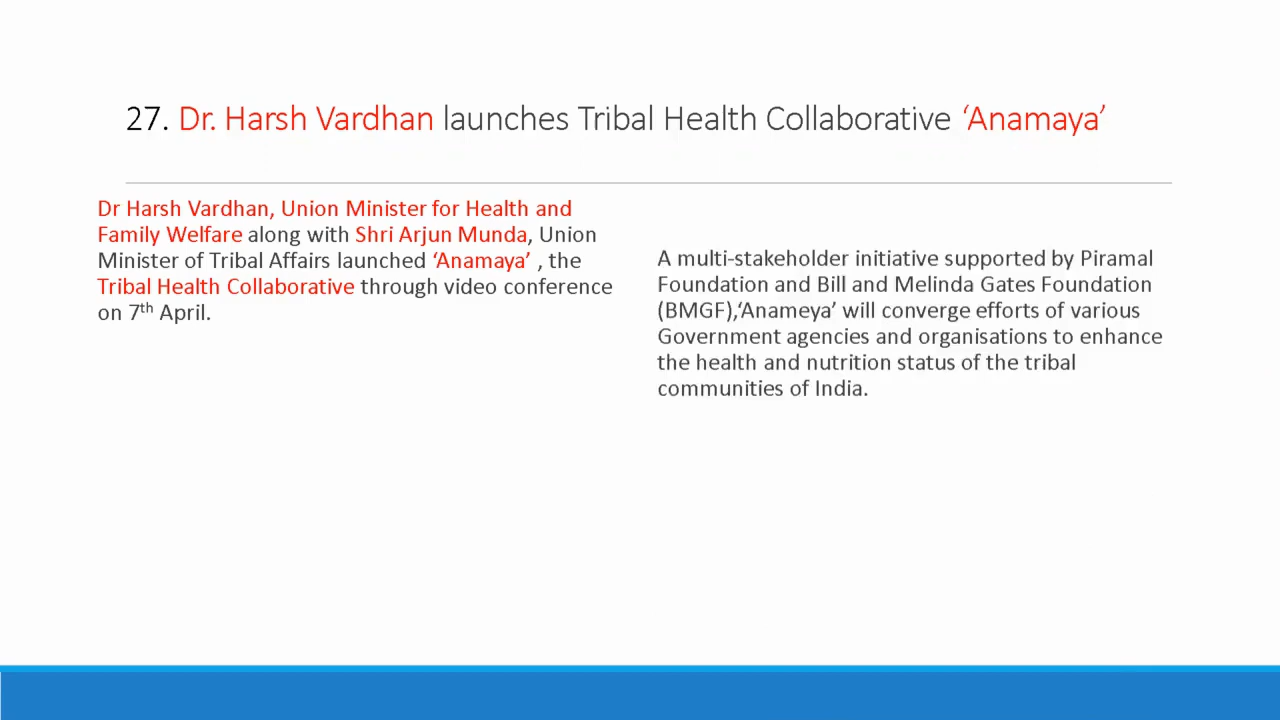 27. Dr. Harsh Vardhan launches Tribal Health Collaborative ‘Anamaya’
Dr Harsh Vardhan, Union Minister for Health and
Family Welfare along with Shri Arjun Munda, Union
Minister of Tribal Affairs launched ‘Anamaya’ , the
Tribal Health Collaborative through video conference
on 7th April.
A multi-stakeholder initiative supported by Piramal
Foundation and Bill and Melinda Gates Foundation
(BMGF),‘Anameya’ will converge efforts of various
Government agencies and organisations to enhance
the health and nutrition status of the tribal
communities of India.